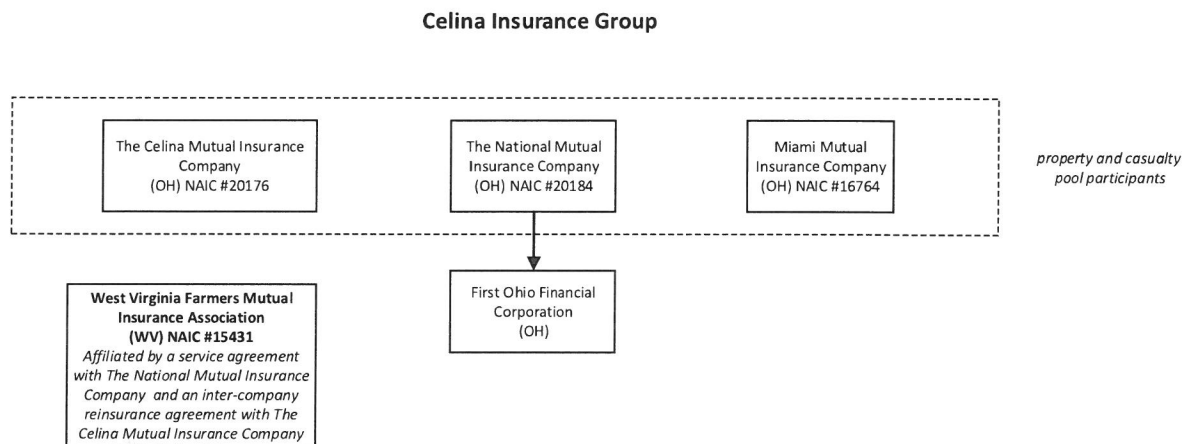 Celina Insurance Group
The Celina Mutual Insurance
Company
(OH) NAIC #20176
The National Mutual
Insurance Company
(OH) NAIC #20184
Miami Mutual
Insurance Company
(OH) NAIC #16764
property and casualty
pool participants
First Ohio Financial
Corporation
(OH)
West Virginia Farmers Mutual
Insurance Association
(WV) NAIC #15431
Affiliated by a service agreement
with The National Mutual Insurance
Company and an inter-company
reinsurance agreement with The
Celina Mutual Insurance Company